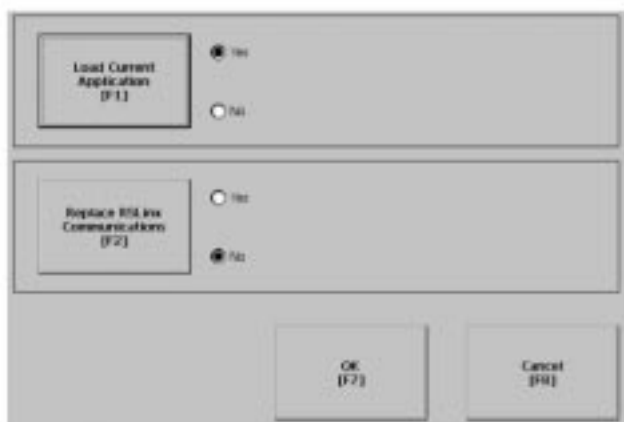 Load Current
Application
[F1]
Yes
No
Replace RSLinx
Communications
[F2]
Yes
No
OK
[F7]
Cancel
[F8]